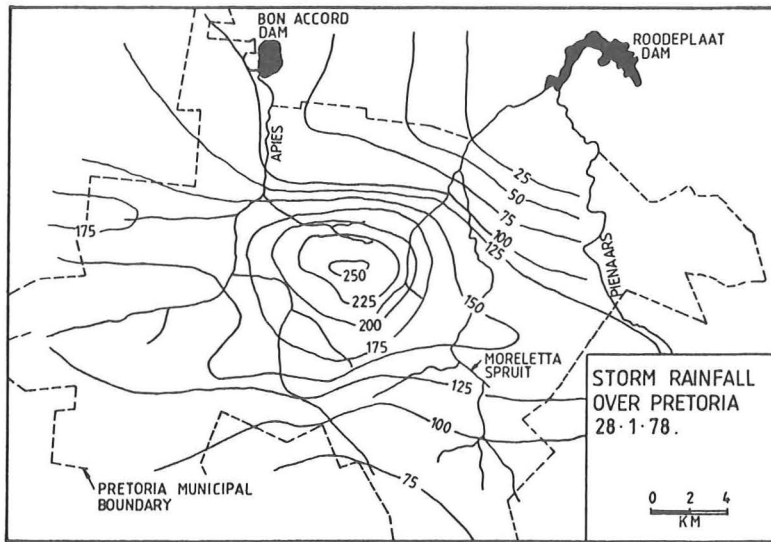 BON ACCORD
DAM
ROODEPLAAT
DAM
APIES
25
50
75
100
125
175
PIENAARS
250
225
150
200
175
MORELETTA
SPRUIT
125
100
75
PRETORIA MUNICIPAL
BOUNDARY
STORM RAINFALL
OVER PRETORIA
28·1·78.
0 2 4
KM